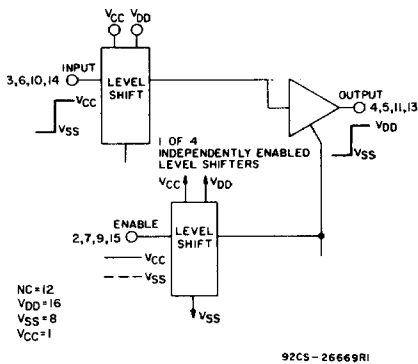 VCC VDD
INPUT
3,6,10,14
LEVEL
SHIFT
OUTPUT
4,5,11,13
VCC
VSS
VDD
VSS
1 OF 4
INDEPENDENTLY ENABLED
LEVEL SHIFTERS
VCC VDD
ENABLE
2,7,9,15
LEVEL
SHIFT
VCC
VSS
VSS
NC=12
VDD=16
VSS=8
VCC=1
92CS-26669R1